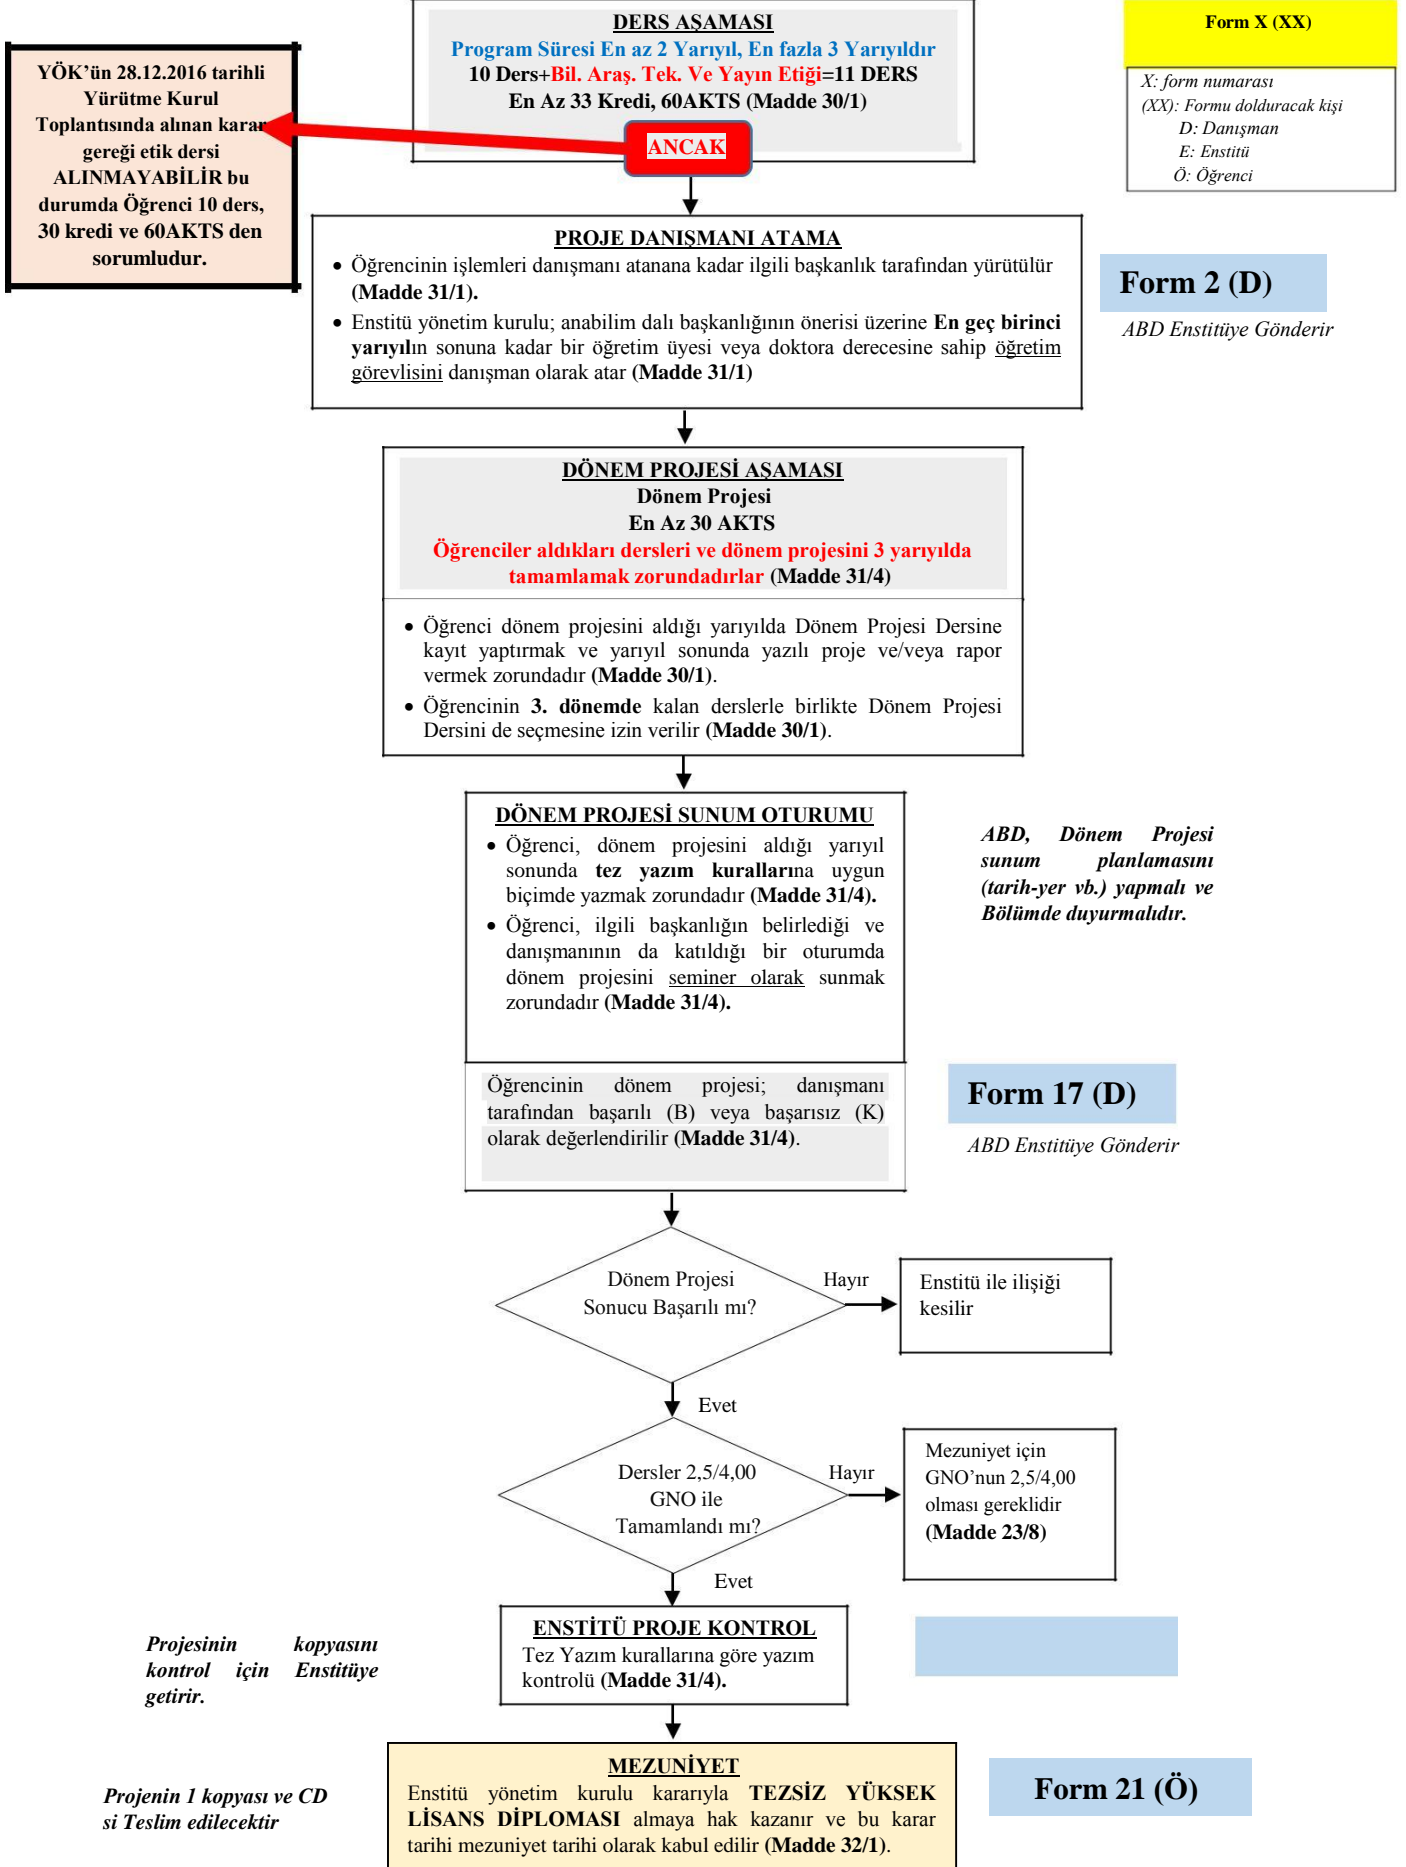 DERS AŞAMASI
Program Süresi En az 2 Yarıyıl, En fazla 3 Yarıyıldır
10 Ders+Bil. Araş. Tek. Ve Yayın Etiği=11 DERS
En Az 33 Kredi, 60AKTS (Madde 30/1)
ANCAK
YÖK’ün 28.12.2016 tarihli
Yürütme Kurul
Toplantısında alınan karar
gereği etik dersi
ALINMAYABİLİR bu
durumda Öğrenci 10 ders,
30 kredi ve 60AKTS den
sorumludur.
Form X (XX)
X: form numarası
(XX): Formu dolduracak kişi
D: Danışman
E: Enstitü
Ö: Öğrenci
PROJE DANIŞMANI ATAMA
• Öğrencinin işlemleri danışmanı atanana kadar ilgili başkanlık tarafından yürütülür
(Madde 31/1).
• Enstitü yönetim kurulu; anabilim dalı başkanlığının önerisi üzerine En geç birinci
yarıyılın sonuna kadar bir öğretim üyesi veya doktora derecesine sahip öğretim
görevlisini danışman olarak atar (Madde 31/1)
Form 2 (D)
ABD Enstitüye Gönderir
DÖNEM PROJESİ AŞAMASI
Dönem Projesi
En Az 30 AKTS
Öğrenciler aldıkları dersleri ve dönem projesini 3 yarıyılda
tamamlamak zorundadırlar (Madde 31/4)
• Öğrenci dönem projesini aldığı yarıyılda Dönem Projesi Dersine
kayıt yaptırmak ve yarıyıl sonunda yazılı proje ve/veya rapor
vermek zorundadır (Madde 30/1).
• Öğrencinin 3. dönemde kalan derslerle birlikte Dönem Projesi
Dersini de seçmesine izin verilir (Madde 30/1).
DÖNEM PROJESİ SUNUM OTURUMU
• Öğrenci, dönem projesini aldığı yarıyıl
sonunda tez yazım kurallarına uygun
biçimde yazmak zorundadır (Madde 31/4).
• Öğrenci, ilgili başkanlığın belirlediği ve
danışmanının da katıldığı bir oturumda
dönem projesini seminer olarak sunmak
zorundadır (Madde 31/4).
ABD, Dönem Projesi
sunum planlamasını
(tarih-yer vb.) yapmalı ve
Bölümde duyurmalıdır.
Öğrencinin dönem projesi; danışmanı
tarafından başarılı (B) veya başarısız (K)
olarak değerlendirilir (Madde 31/4).
Form 17 (D)
ABD Enstitüye Gönderir
Dönem Projesi
Sonucu Başarılı mı?
Hayır
Enstitü ile ilişiği
kesilir
Evet
Dersler 2,5/4,00
GNO ile
Tamamlandı mı?
Hayır
Mezuniyet için
GNO’nun 2,5/4,00
olması gereklidir
(Madde 23/8)
Evet
ENSTİTÜ PROJE KONTROL
Tez Yazım kurallarına göre yazım
kontrolü (Madde 31/4).
Projesinin kopyasını
kontrol için Enstitüye
getirir.
MEZUNİYET
Enstitü yönetim kurulu kararıyla TEZSİZ YÜKSEK
LİSANS DİPLOMASI almaya hak kazanır ve bu karar
tarihi mezuniyet tarihi olarak kabul edilir (Madde 32/1).
Projenin 1 kopyası ve CD
si Teslim edilecektir
Form 21 (Ö)